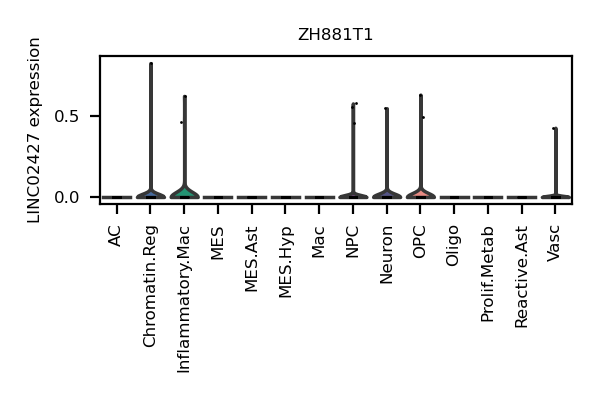 ZH881T1
LINC02427 expression
0.5
0.0
AC
Chromatin.Reg
Inflammatory.Mac
MES
MES.Ast
MES.Hyp
Mac
NPC
Neuron
OPC
Oligo
Prolif.Metab
Reactive.Ast
Vasc